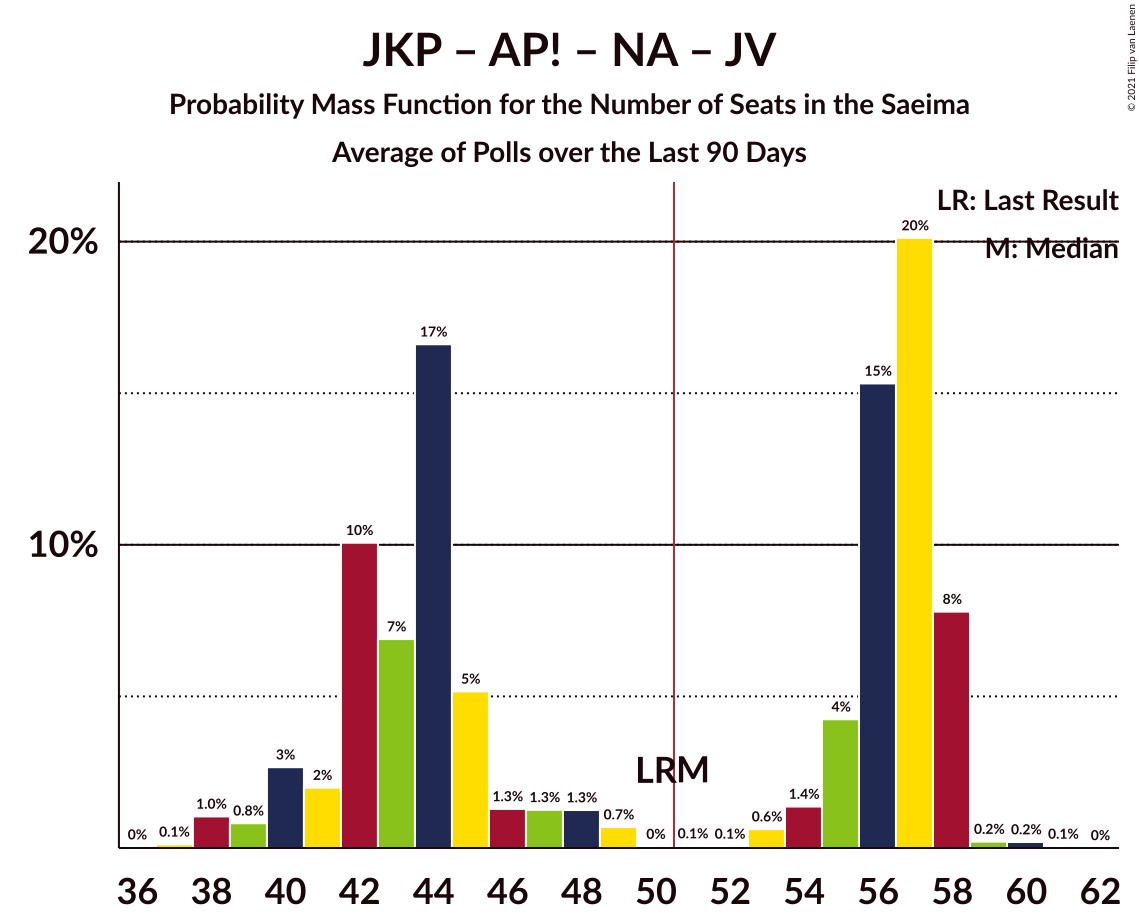 JKP – AP! – NA – JV
Probability Mass Function for the Number of Seats in the Saeima
Average of Polls over the Last 90 Days
© 2021 Filip van Laenen
LR: Last Result
M: Median
20%
10%
0% 0.1% 1.0% 0.8% 3% 2% 10% 7% 17% 5% 1.3% 1.3% 1.3% 0.7% 0% 0.1% 0.1% 0.6% 1.4% 4% 15% 20% 8% 0.2% 0.2% 0.1% 0%
LR M
36 38 40 42 44 46 48 50 52 54 56 58 60 62